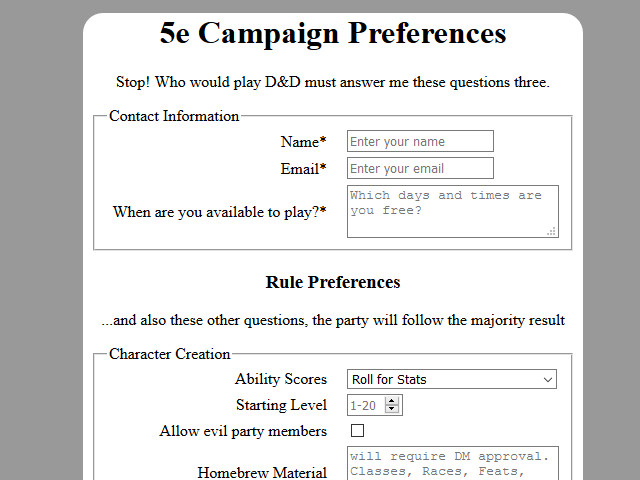 5e Campaign Preferences
Stop! Who would play D&D must answer me these questions three.
Contact Information
Name* Enter your name
Email* Enter your email
When are you available to play?* Which days and times are
you free?
Rule Preferences
...and also these other questions, the party will follow the majority result
Character Creation
Ability Scores Roll for Stats
Starting Level 1-20
Allow evil party members
Homebrew Material will require DM approval.
Classes, Races, Feats,